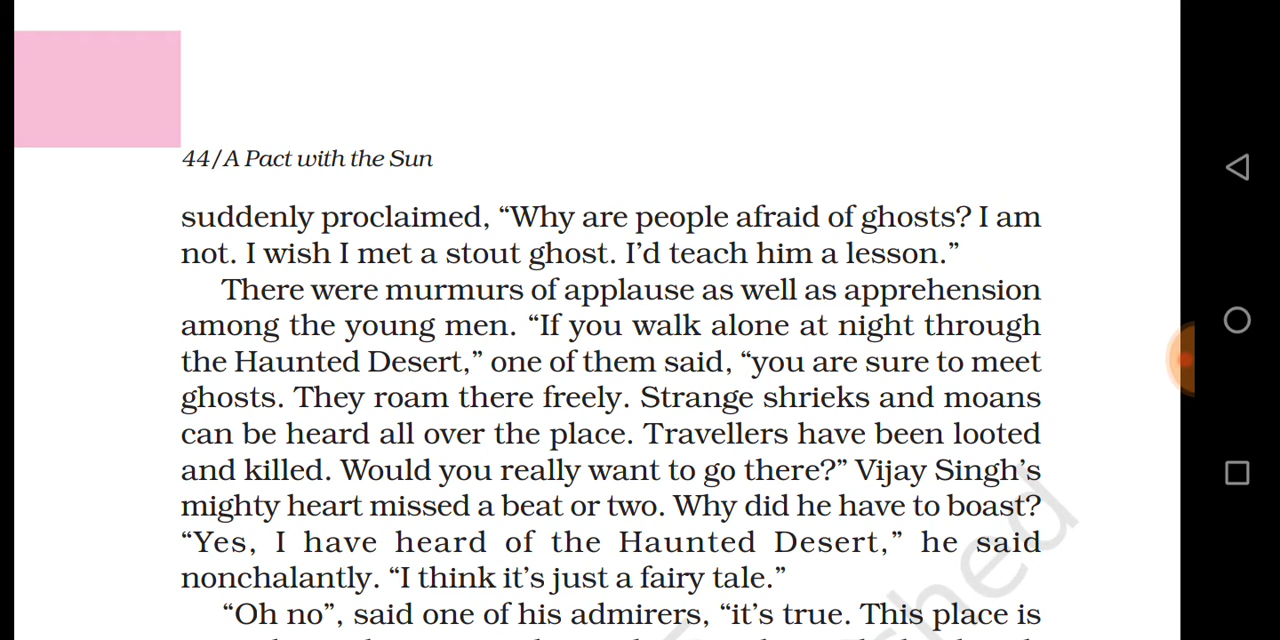 44/A Pact with the Sun
suddenly proclaimed, “Why are people afraid of ghosts? I am
not. I wish I met a stout ghost. I’d teach him a lesson.”
There were murmurs of applause as well as apprehension
among the young men. “If you walk alone at night through
the Haunted Desert,” one of them said, “you are sure to meet
ghosts. They roam there freely. Strange shrieks and moans
can be heard all over the place. Travellers have been looted
and killed. Would you really want to go there?” Vijay Singh’s
mighty heart missed a beat or two. Why did he have to boast?
“Yes, I have heard of the Haunted Desert,” he said
nonchalantly. “I think it’s just a fairy tale.”
“Oh no”, said one of his admirers, “it’s true. This place is